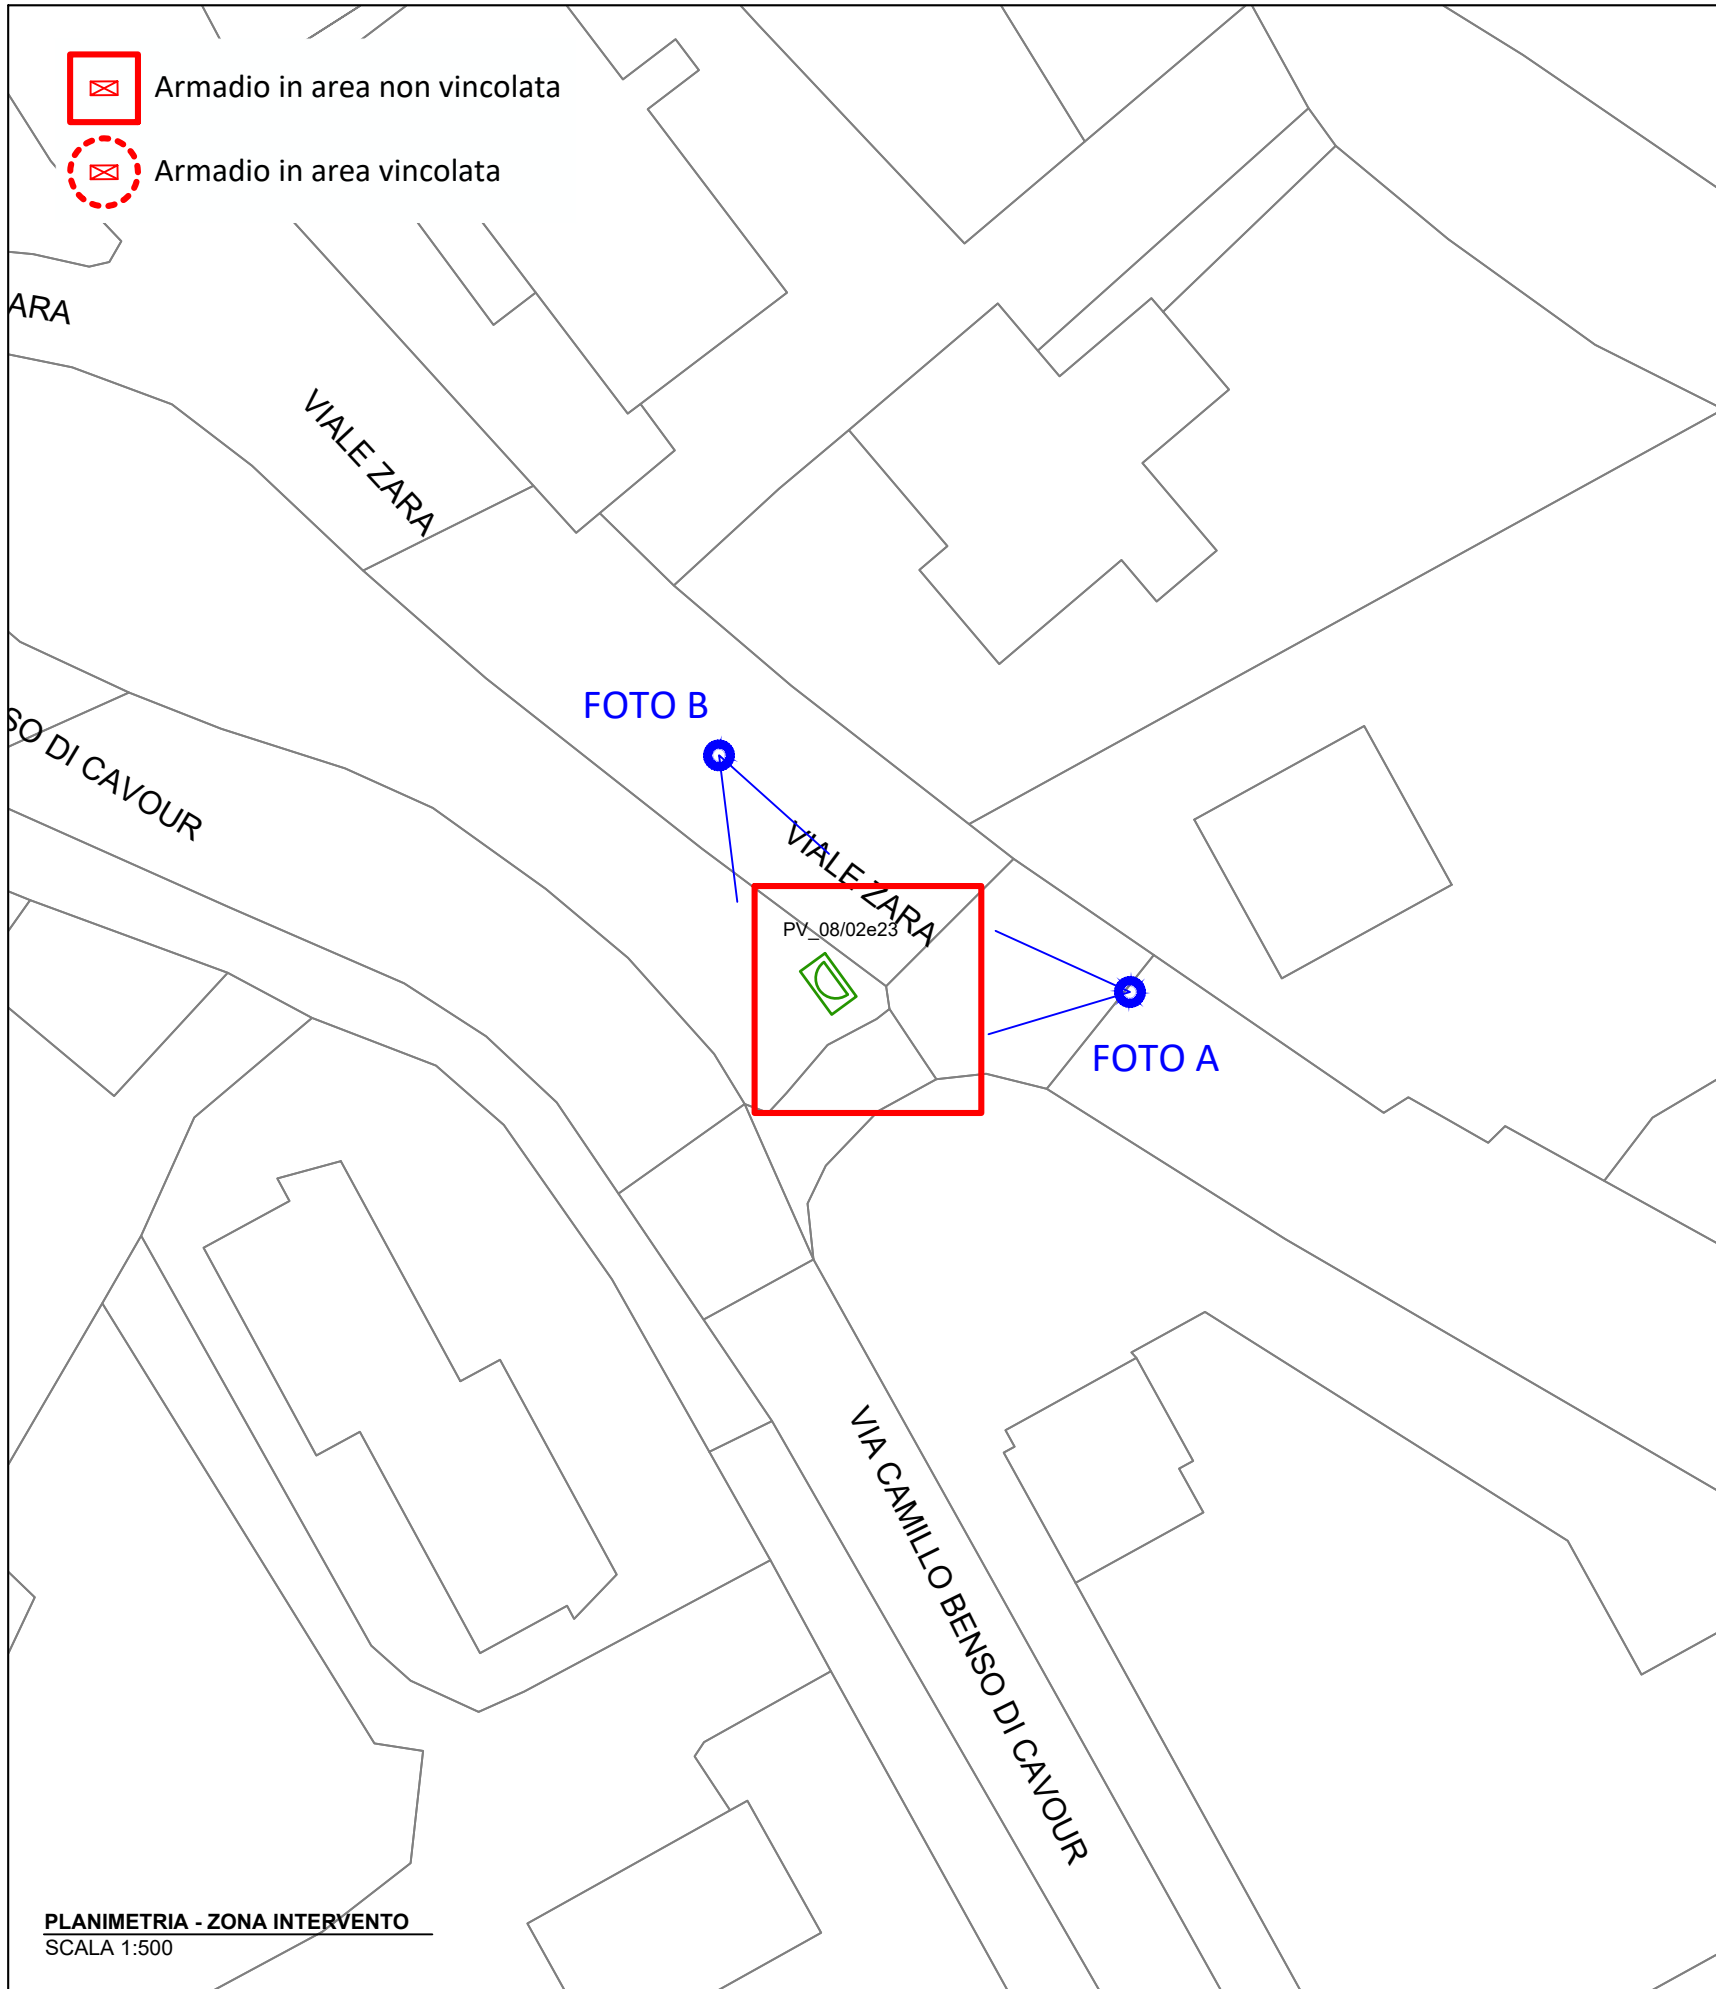 Armadio in area non vincolata
Armadio in area vincolata
ARA
VIALE ZARA
FOTO B
SO DI CAVOUR
VIALE ZARA
PV_08/02e23
FOTO A
VIA CAMILLO BENSO DI CAVOUR
PLANIMETRIA - ZONA INTERVENTO
SCALA 1:500